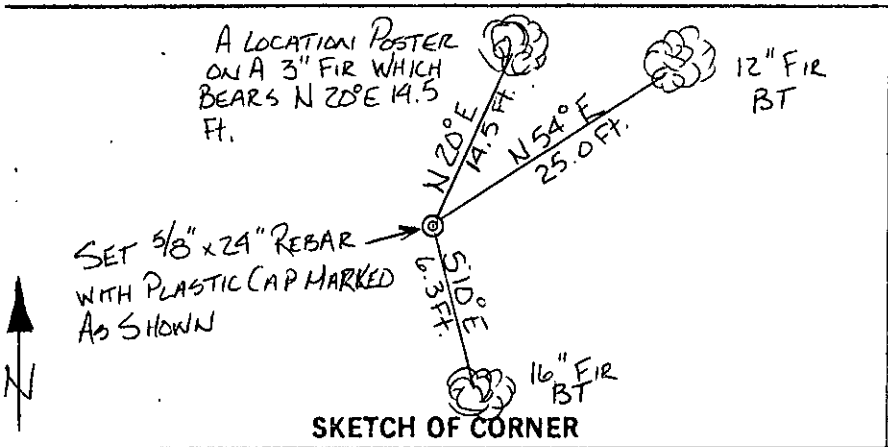 A LOCATION POSTER
ON A 3" FIR WHICH
BEARS N 20°E 14.5
Ft.
12" FIR
BT
N 20°E
14.5 Ft.
N 54° E
25.0 Ft.
SET 5/8" x 24" REBAR
WITH PLASTIC CAP MARKED
AS SHOWN
S10°E
6.3 Ft.
N
16" FIR
BT
SKETCH OF CORNER